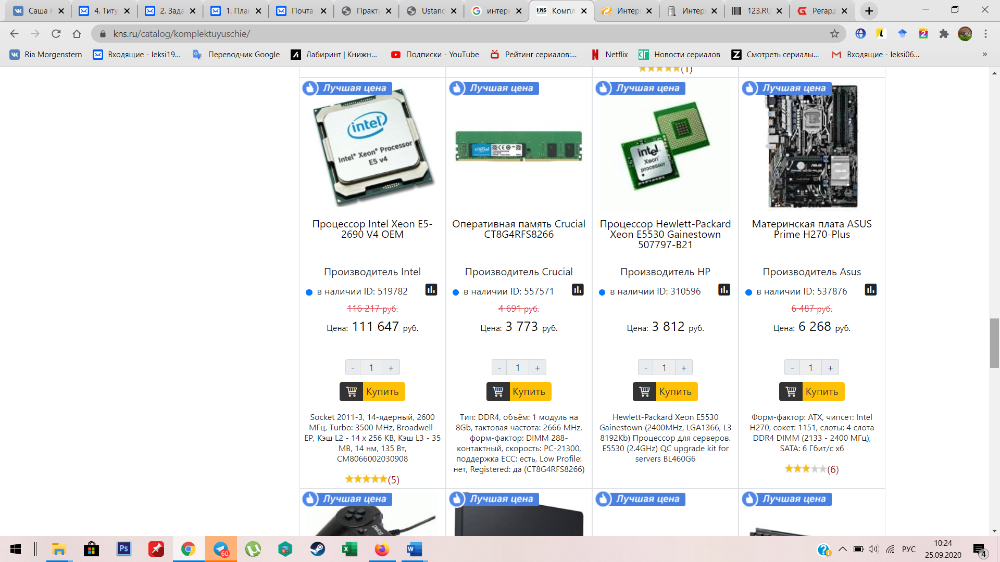 Саша К
4. Титу
2. Зада
1. План
Почта
Практи
Ustano
интерн
Компл
Интер
Интер
123.RU
Регард
kns.ru/catalog/komplektuyuschie/
Ria Morgenstern
Входящие - leksi19...
Переводчик Google
Лабиринт | Книжн...
Подписки - YouTube
Рейтинг сериалов:...
Netflix
Новости сериалов
Смотреть сериалы...
Входящие - leksi06...
»
(1)
Лучшая цена
Лучшая цена
Лучшая цена
Лучшая цена
intel
Intel® Xeon® Processor
E5 v4
crucial
intel
Xeon
processor
Процессор Intel Xeon E5-
2690 V4 OEM
Производитель Intel
в наличии ID: 519782
116 217 руб.
Цена: 111 647 руб.
- 1 +
Купить
Socket 2011-3, 14-ядерный, 2600
МГц, Turbo: 3500 MHz, Broadwell-
EP, Кэш L2 - 14 x 256 KB, Кэш L3 - 35
MB, 14 нм, 135 Вт,
CM8066002030908
(5)
Оперативная память Crucial
CT8G4RFS8266
Производитель Crucial
в наличии ID: 557571
4 691 руб.
Цена: 3 773 руб.
- 1 +
Купить
Тип: DDR4, объём: 1 модуль на
8Gb, тактовая частота: 2666 MHz,
форм-фактор: DIMM 288-
контактный, скорость: PC-21300,
поддержка ECC: есть, Low Profile:
нет, Registered: да (CT8G4RFS8266)
Процессор Hewlett-Packard
Xeon E5530 Gainestown
507797-B21
Производитель HP
в наличии ID: 310596
Цена: 3 812 руб.
- 1 +
Купить
Hewlett-Packard Xeon E5530
Gainestown (2400MHz, LGA1366, L3
8192Kb) Процессор для серверов.
E5530 (2.4GHz) QC upgrade kit for
servers BL460G6
Материнская плата ASUS
Prime H270-Plus
Производитель Asus
в наличии ID: 537876
6 487 руб.
Цена: 6 268 руб.
- 1 +
Купить
Форм-фактор: ATX, чипсет: Intel
H270, сокет: 1151, слоты: 4 слота
DDR4 DIMM (2133 - 2400 МГц),
SATA: 6 Гбит/с x6
(6)
Лучшая цена
Лучшая цена
Лучшая цена
Лучшая цена
Ps
60
РУС
10:24
25.09.2020
4